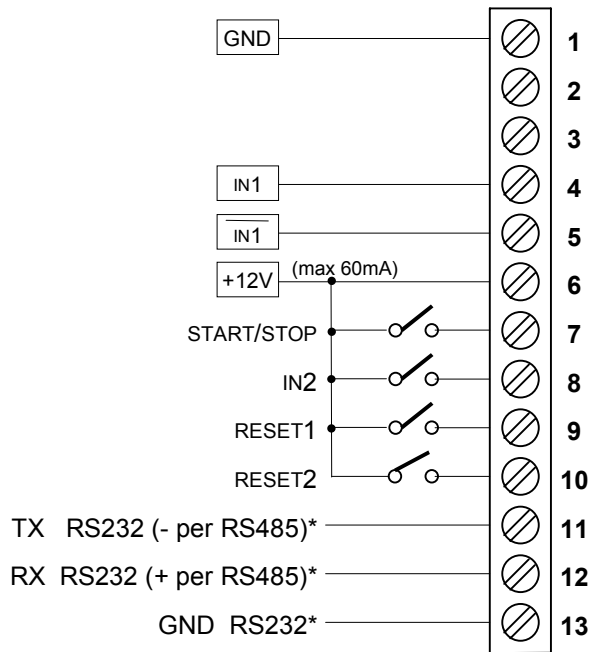 GND 1
2
3
IN1 4
IN1 5
+12V (max 60mA) 6
START/STOP 7
IN2 8
RESET1 9
RESET2 10
TX RS232 (- per RS485)* 11
RX RS232 (+ per RS485)* 12
GND RS232* 13